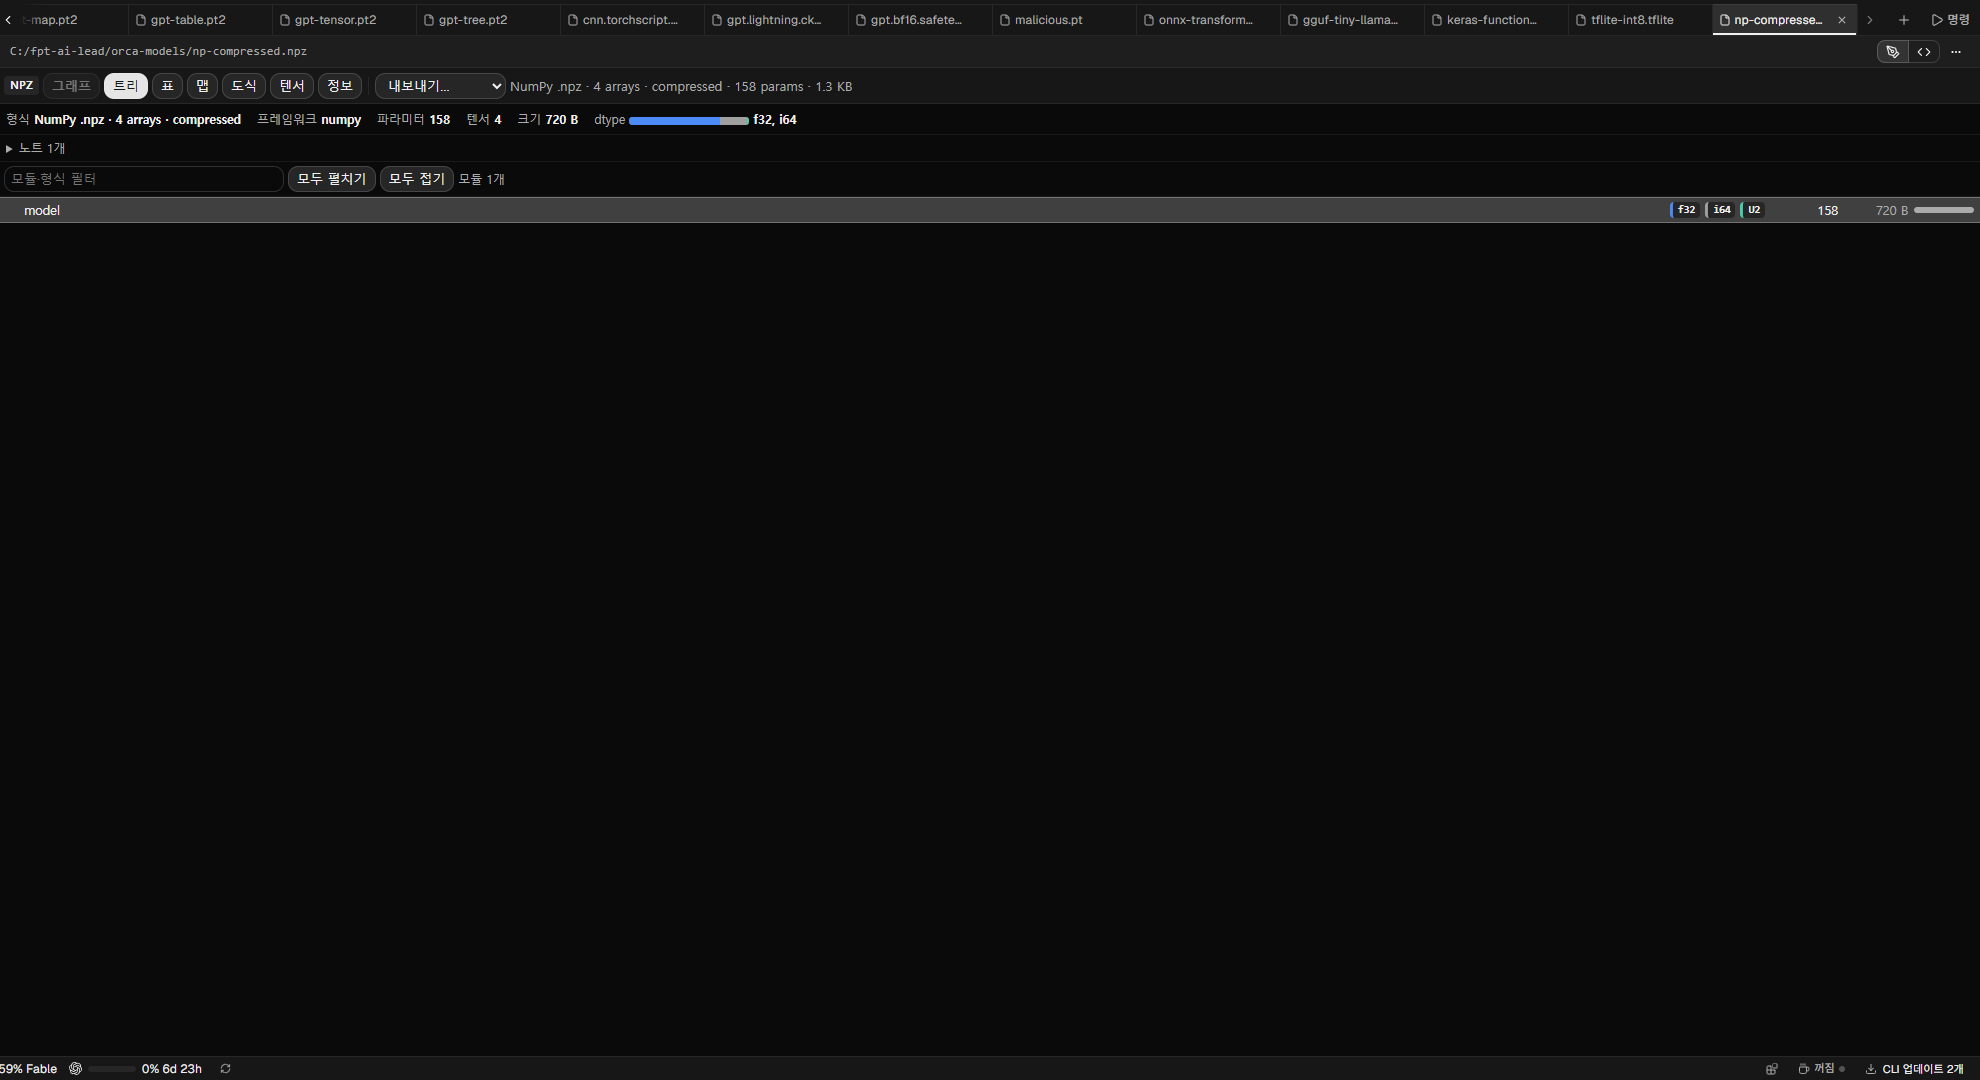 -map.pt2
gpt-table.pt2
gpt-tensor.pt2
gpt-tree.pt2
cnn.torchscript....
gpt.lightning.ck...
gpt.bf16.safete...
malicious.pt
onnx-transform...
gguf-tiny-llama...
keras-function...
tflite-int8.tflite
np-compresse...
명령
C:/fpt-ai-lead/orca-models/np-compressed.npz
NPZ 그래프 트리 표 맵 도식 텐서 정보 내보내기... NumPy .npz · 4 arrays · compressed · 158 params · 1.3 KB
형식 NumPy .npz · 4 arrays · compressed 프레임워크 numpy 파라미터 158 텐서 4 크기 720 B dtype f32, i64
노트 1개
모듈·형식 필터 모두 펼치기 모두 접기 모듈 1개
model f32 i64 U2 158 720 B
59% Fable 0% 6d 23h 꺼짐 CLI 업데이트 2개